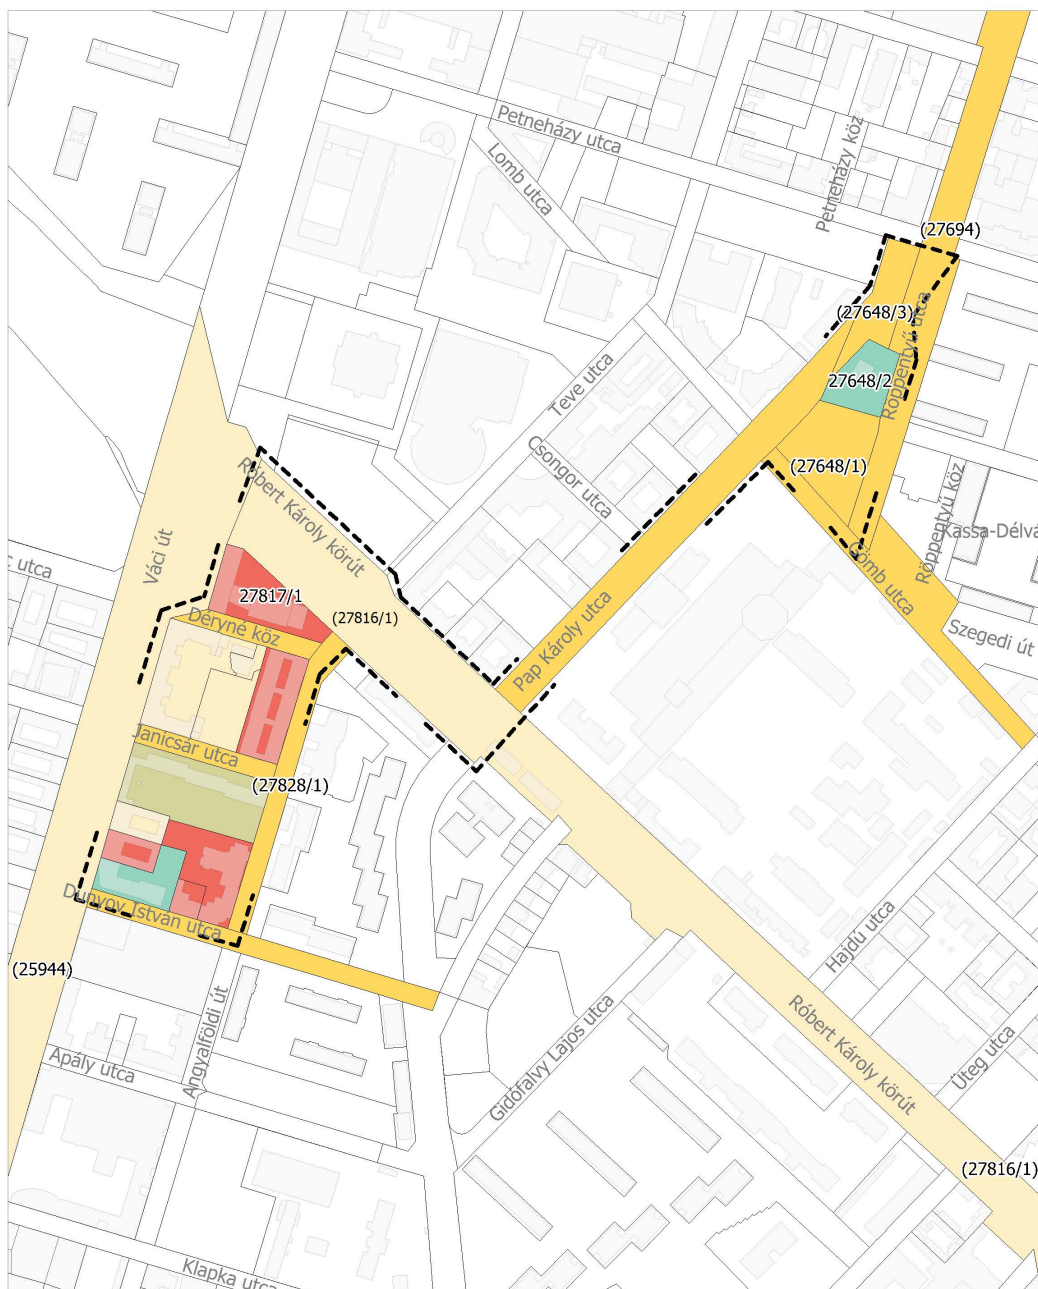 Petneházy utca
Lomb utca
Petneházy köz
(27694)
(27648/3)
Röppentyű utca
27648/2
Teve utca
Csongor utca
(27648/1)
Róbert Károly körút
Röppentyű köz
Kassa-Délva
Váci út
c utca
Gömb utca
27817/1
(27816/1)
Déryné köz
Pap Károly utca
Szegedi út
Janicsár utca
(27828/1)
Dunyov István utca
Hajdú utca
(25944)
Angyalföldi út
Gidófalvy Lajos utca
Róbert Károly körút
Apály utca
Üteg utca
(27816/1)
Klapka utca